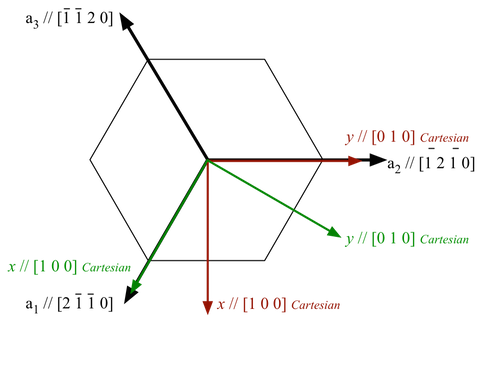 a₃ // [1̄ 1̄ 2 0]
y // [0 1 0] Cartesian
a₂ // [1̄ 2 1̄ 0]
y // [0 1 0] Cartesian
x // [1 0 0] Cartesian
a₁ // [2 1̄ 1̄ 0]
x // [1 0 0] Cartesian